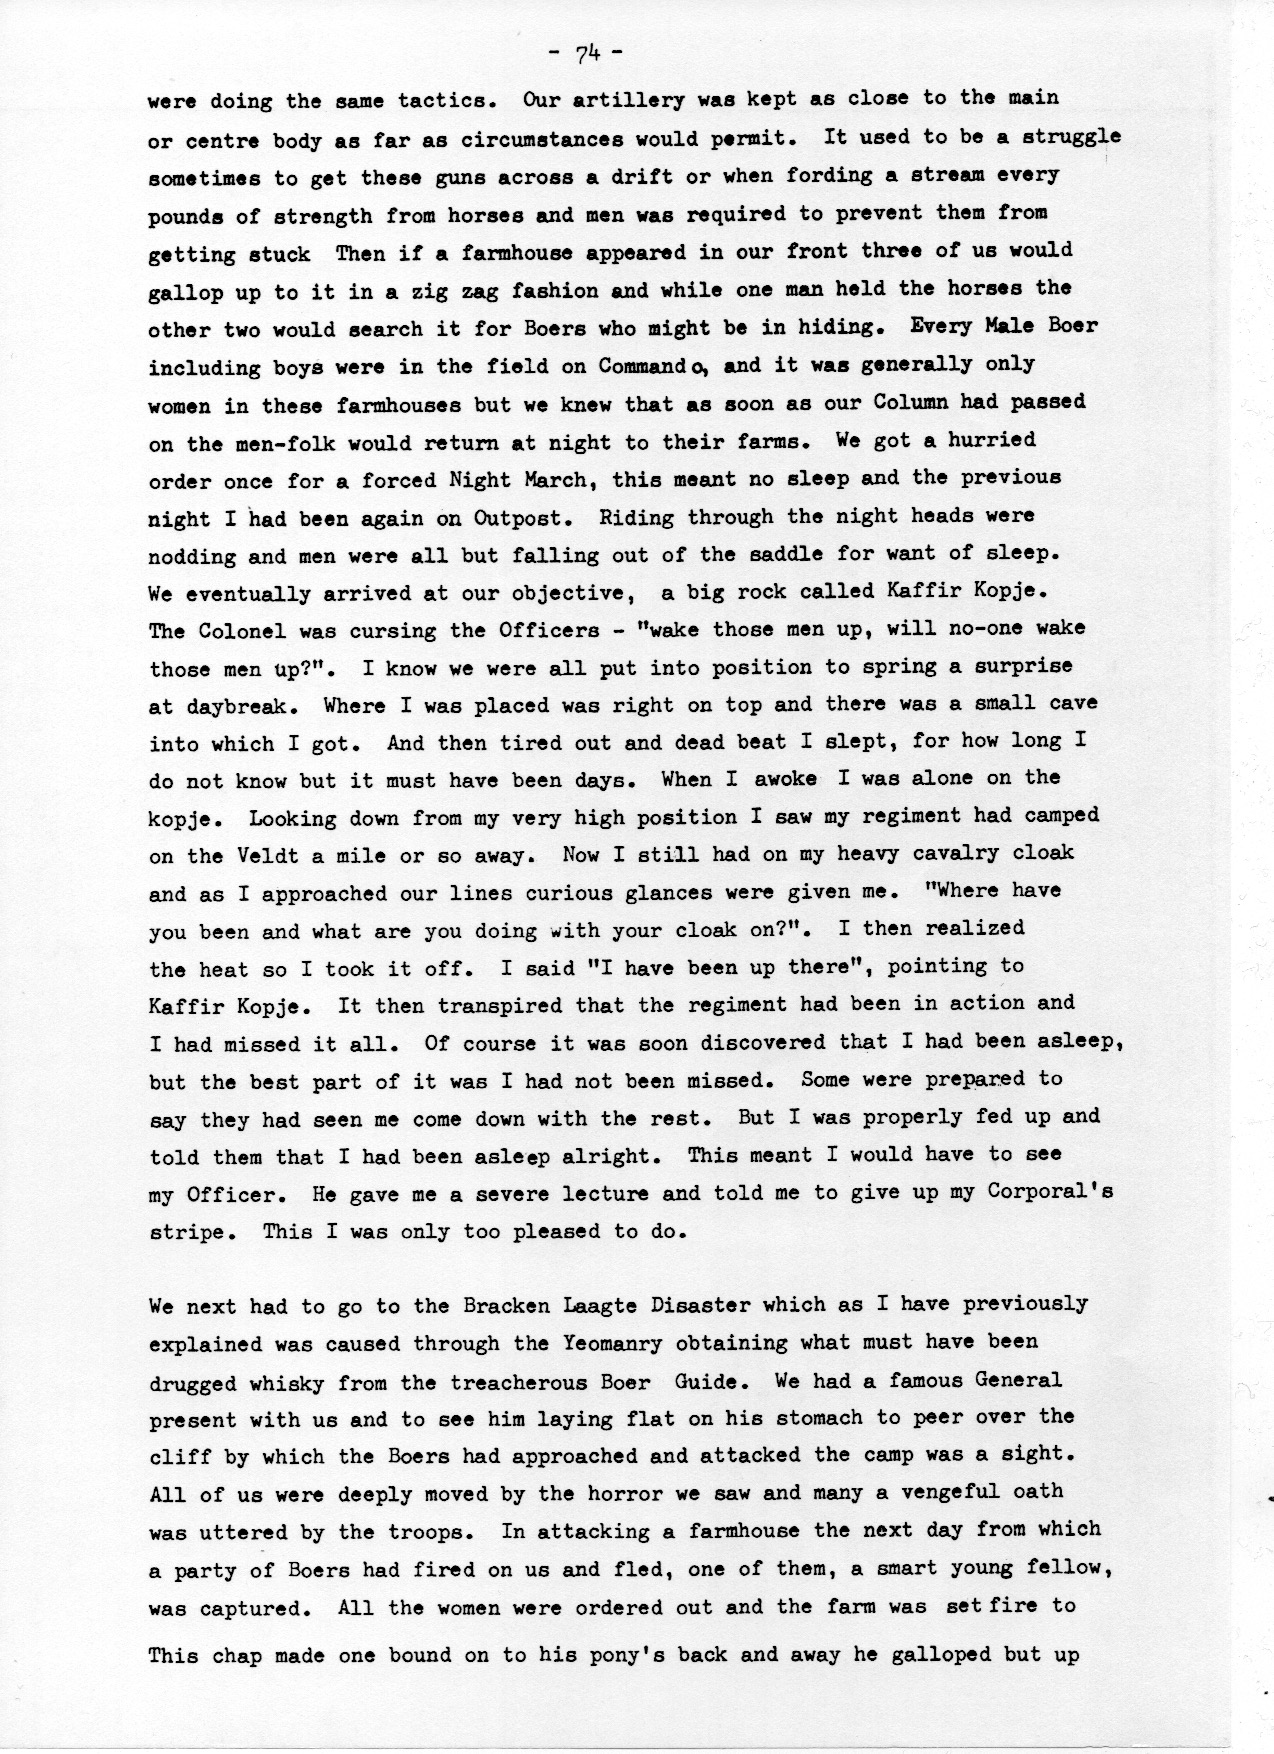 - 74 -
were doing the same tactics. Our artillery was kept as close to the main
or centre body as far as circumstances would permit. It used to be a struggle
sometimes to get these guns across a drift or when fording a stream every
pounds of strength from horses and men was required to prevent them from
getting stuck Then if a farmhouse appeared in our front three of us would
gallop up to it in a zig zag fashion and while one man held the horses the
other two would search it for Boers who might be in hiding. Every Male Boer
including boys were in the field on Commando, and it was generally only
women in these farmhouses but we knew that as soon as our Column had passed
on the men-folk would return at night to their farms. We got a hurried
order once for a forced Night March, this meant no sleep and the previous
night I had been again on Outpost. Riding through the night heads were
nodding and men were all but falling out of the saddle for want of sleep.
We eventually arrived at our objective, a big rock called Kaffir Kopje.
The Colonel was cursing the Officers - "wake those men up, will no-one wake
those men up?". I know we were all put into position to spring a surprise
at daybreak. Where I was placed was right on top and there was a small cave
into which I got. And then tired out and dead beat I slept, for how long I
do not know but it must have been days. When I awoke I was alone on the
kopje. Looking down from my very high position I saw my regiment had camped
on the Veldt a mile or so away. Now I still had on my heavy cavalry cloak
and as I approached our lines curious glances were given me. "Where have
you been and what are you doing with your cloak on?". I then realized
the heat so I took it off. I said "I have been up there", pointing to
Kaffir Kopje. It then transpired that the regiment had been in action and
I had missed it all. Of course it was soon discovered that I had been asleep,
but the best part of it was I had not been missed. Some were prepared to
say they had seen me come down with the rest. But I was properly fed up and
told them that I had been asleep alright. This meant I would have to see
my Officer. He gave me a severe lecture and told me to give up my Corporal's
stripe. This I was only too pleased to do.

We next had to go to the Bracken Laagte Disaster which as I have previously
explained was caused through the Yeomanry obtaining what must have been
drugged whisky from the treacherous Boer Guide. We had a famous General
present with us and to see him laying flat on his stomach to peer over the
cliff by which the Boers had approached and attacked the camp was a sight.
All of us were deeply moved by the horror we saw and many a vengeful oath
was uttered by the troops. In attacking a farmhouse the next day from which
a party of Boers had fired on us and fled, one of them, a smart young fellow,
was captured. All the women were ordered out and the farm was set fire to
This chap made one bound on to his pony's back and away he galloped but up